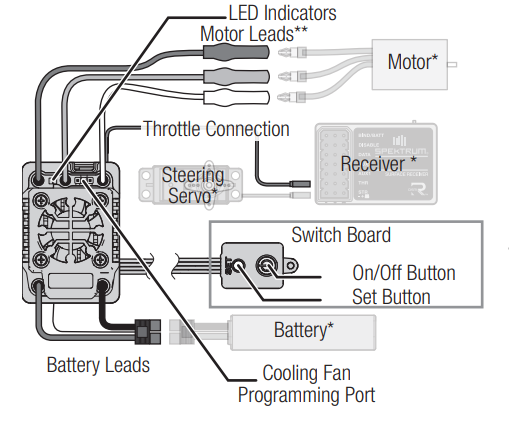 LED Indicators
Motor Leads**
Motor*
Throttle Connection
Steering
Servo*
Receiver *
SPEKTRUM
Switch Board
SET
On/Off Button
Set Button
Battery*
Battery Leads
Cooling Fan
Programming Port